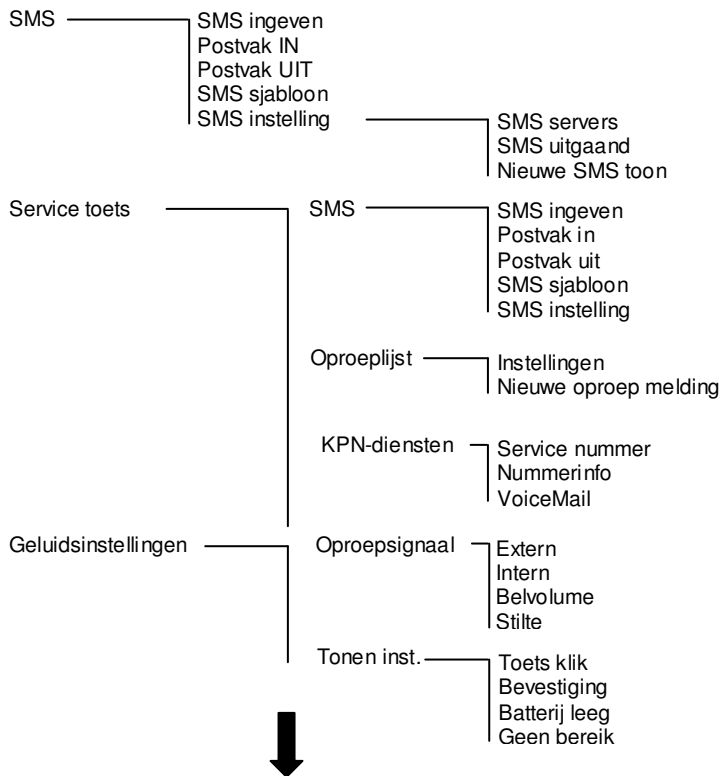 SMS
SMS ingeven
Postvak IN
Postvak UIT
SMS sjabloon
SMS instelling
SMS servers
SMS uitgaand
Nieuwe SMS toon
Service toets
SMS
SMS ingeven
Postvak in
Postvak uit
SMS sjabloon
SMS instelling
Oproeplijst
Instellingen
Nieuwe oproep melding
KPN-diensten
Service nummer
Nummerinfo
VoiceMail
Geluidsinstellingen
Oproepsignaal
Extern
Intern
Belvolume
Stilte
Tonen inst.
Toets klik
Bevestiging
Batterij leeg
Geen bereik